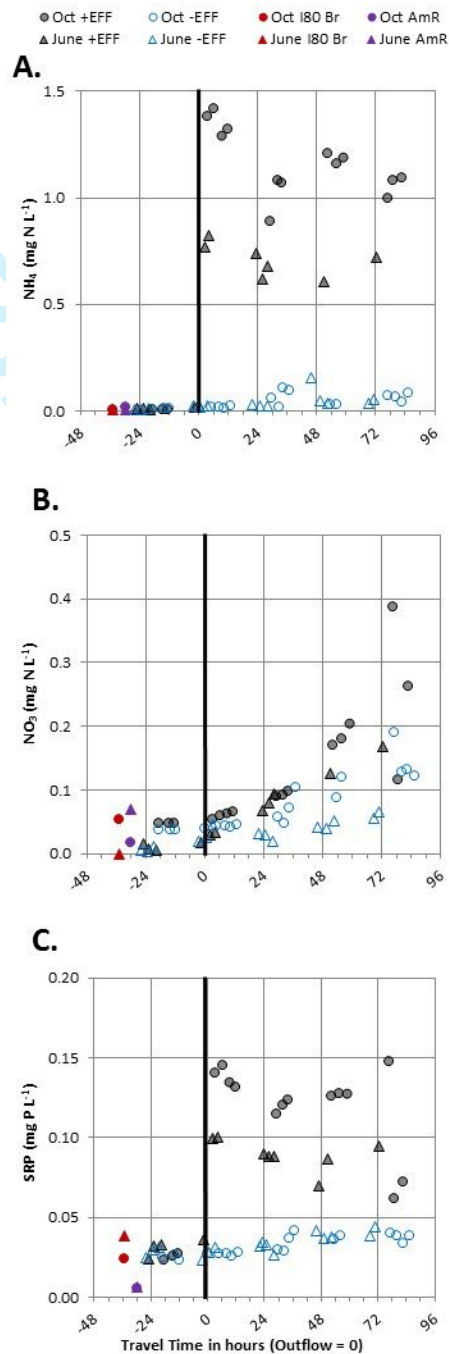 Oct +EFF Oct -EFF Oct I80 Br Oct AmR
June +EFF June -EFF June I80 Br June AmR
A.
1.5
1.0
0.5
0.0
NH₄ (mg N L⁻¹)
-48 -24 0 24 48 72 96
B.
0.5
0.4
0.3
0.2
0.1
0.0
NO₃ (mg N L⁻¹)
-48 -24 0 24 48 72 96
C.
0.20
0.15
0.10
0.05
0.00
SRP (mg P L⁻¹)
-48 -24 0 24 48 72 96
Travel Time in hours (Outflow = 0)